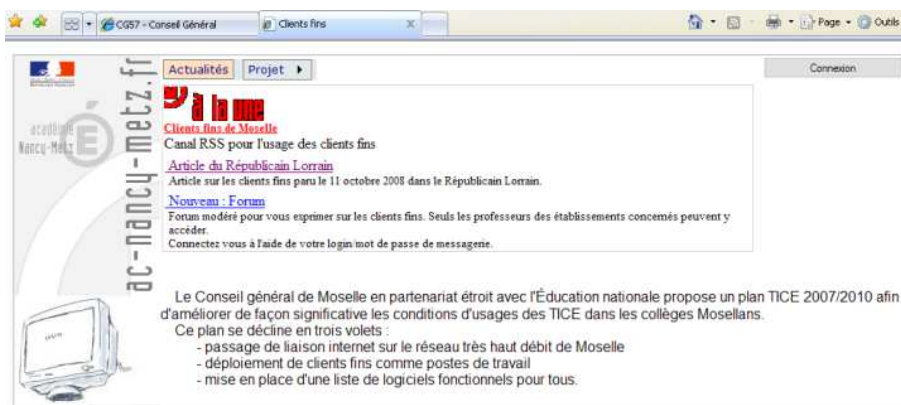 CG57 - Conseil Général
Clients fins
Page
Outils
ac-nancy-metz.fr
académie
Nancy-Metz
Actualités
Projet
Connexion
à la une
Clients fins de Moselle
Canal RSS pour l'usage des clients fins
Article du Républicain Lorrain
Article sur les clients fins paru le 11 octobre 2008 dans le Républicain Lorrain.
Nouveau : Forum
Forum modéré pour vous exprimer sur les clients fins. Seuls les professeurs des établissements concernés peuvent y
accéder.
Connectez vous à l'aide de votre login/mot de passe de messagerie.
Le Conseil général de Moselle en partenariat étroit avec l'Éducation nationale propose un plan TICE 2007/2010 afin
d'améliorer de façon significative les conditions d'usages des TICE dans les collèges Mosellans.
Ce plan se décline en trois volets :
- passage de liaison internet sur le réseau très haut débit de Moselle
- déploiement de clients fins comme postes de travail
- mise en place d'une liste de logiciels fonctionnels pour tous.